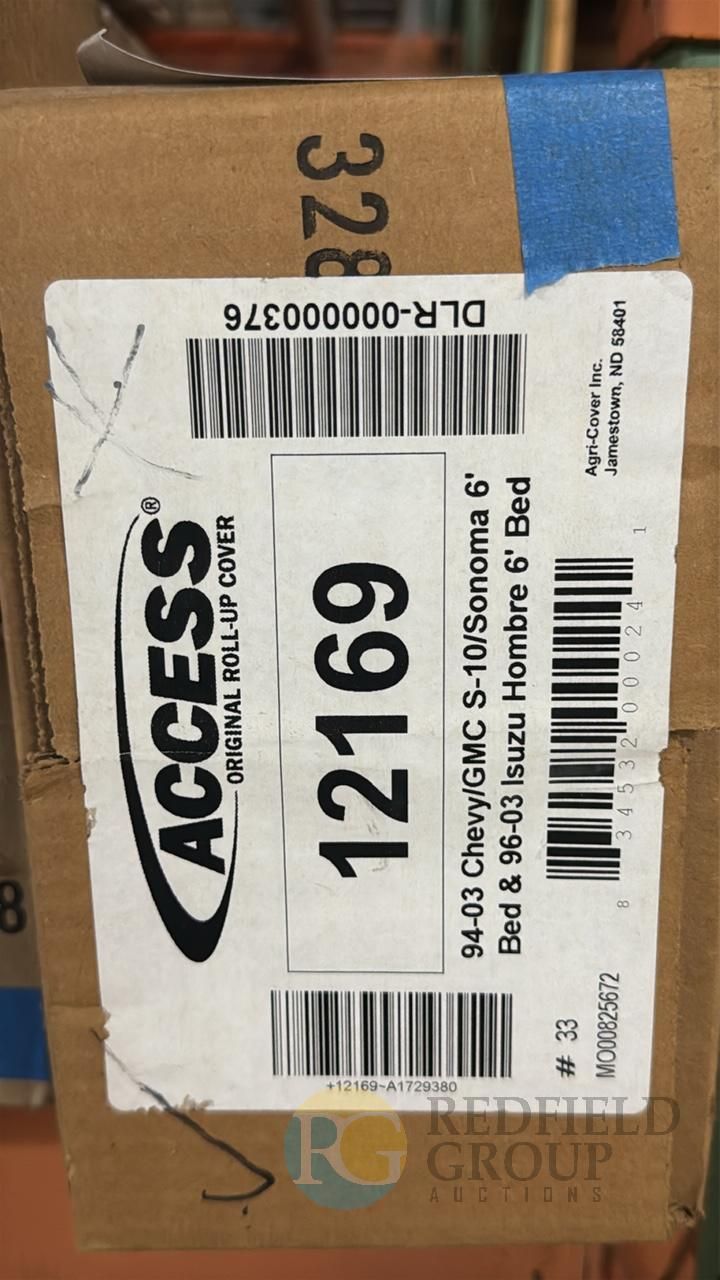 328
DLR-000000376
ACCESS®
ORIGINAL ROLL-UP COVER
12169
94-03 Chevy/GMC S-10/Sonoma 6'
Bed & 96-03 Isuzu Hombre 6' Bed
Agri-Cover Inc.
Jamestown, ND 58401
8 34532 00024 1
+12169~A1729380
# 33
MO00825672
8
RG REDFIELD
GROUP
AUCTIONS